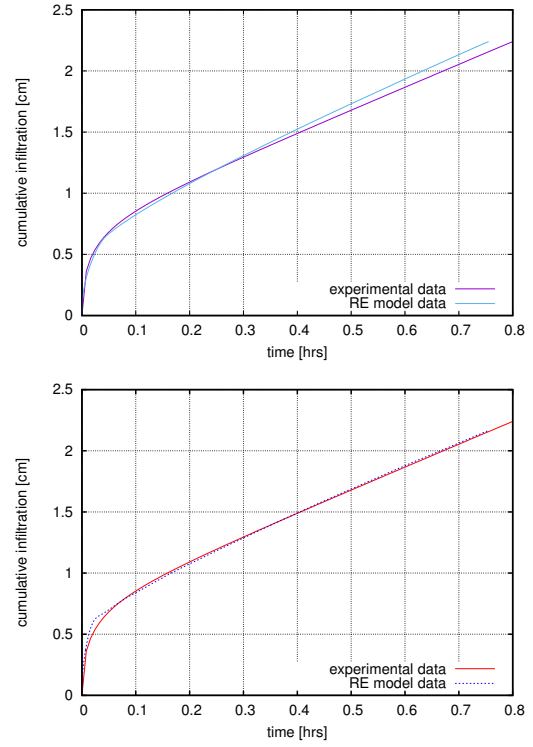 2.5
2
1.5
1
0.5
0
cumulative infiltration [cm]
experimental data
RE model data
0 0.1 0.2 0.3 0.4 0.5 0.6 0.7 0.8
time [hrs]
2.5
2
1.5
1
0.5
0
cumulative infiltration [cm]
experimental data
RE model data
0 0.1 0.2 0.3 0.4 0.5 0.6 0.7 0.8
time [hrs]